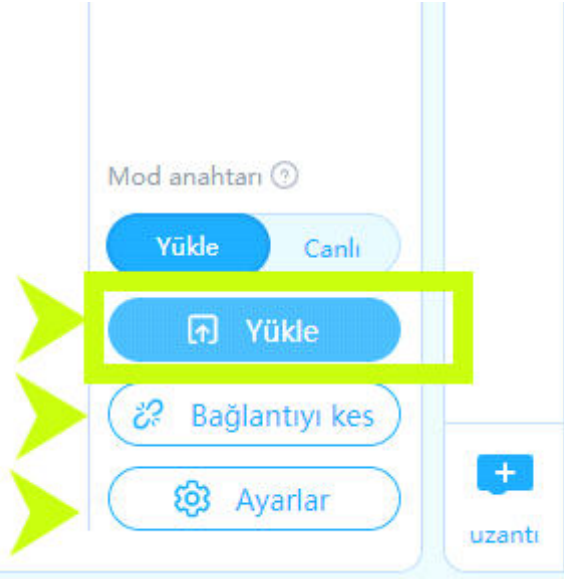 Mod anahtarı ?
Yükle Canlı
Yükle
Bağlantıyı kes
Ayarlar
uzantı